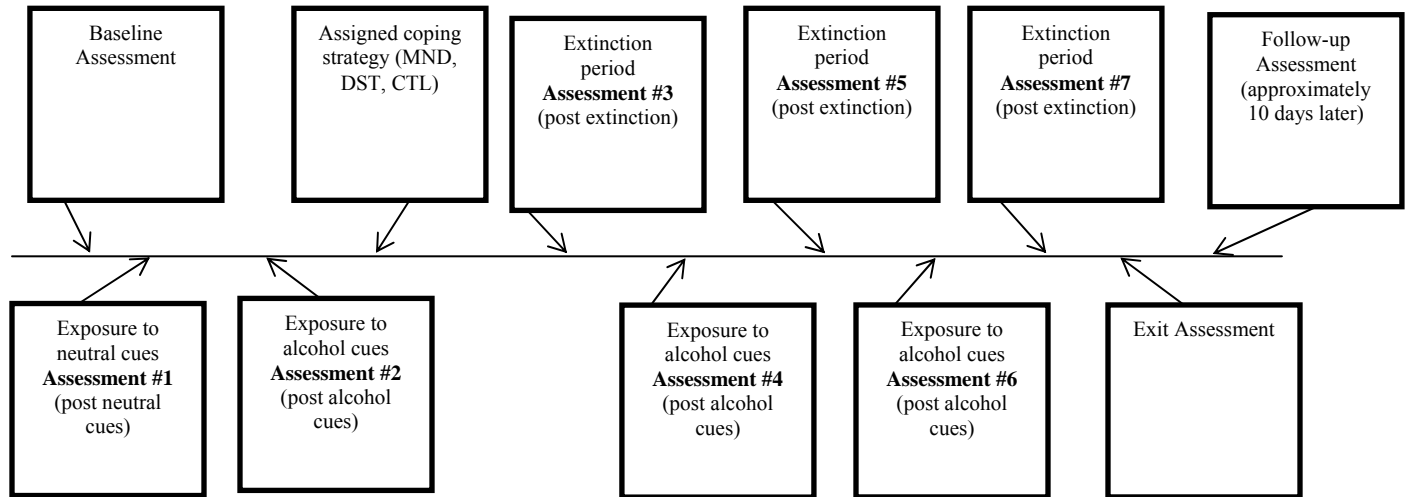 Baseline
Assessment
Assigned coping
strategy (MND,
DST, CTL)
Extinction
period
Assessment #3
(post extinction)
Extinction
period
Assessment #5
(post extinction)
Extinction
period
Assessment #7
(post extinction)
Follow-up
Assessment
(approximately
10 days later)
Exposure to
neutral cues
Assessment #1
(post neutral
cues)
Exposure to
alcohol cues
Assessment #2
(post alcohol
cues)
Exposure to
alcohol cues
Assessment #4
(post alcohol
cues)
Exposure to
alcohol cues
Assessment #6
(post alcohol
cues)
Exit Assessment